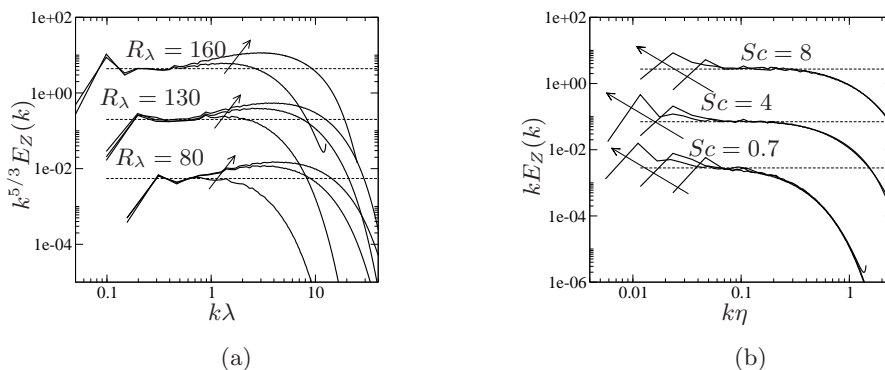 1e+02
1e+00
1e-02
1e-04
k^{5/3}E_Z(k)
R_λ = 160
R_λ = 130
R_λ = 80
0.1 1 10
kλ
(a)
1e+02
1e+00
1e-02
1e-04
1e-06
kE_Z(k)
Sc = 8
Sc = 4
Sc = 0.7
0.01 0.1 1
kη
(b)